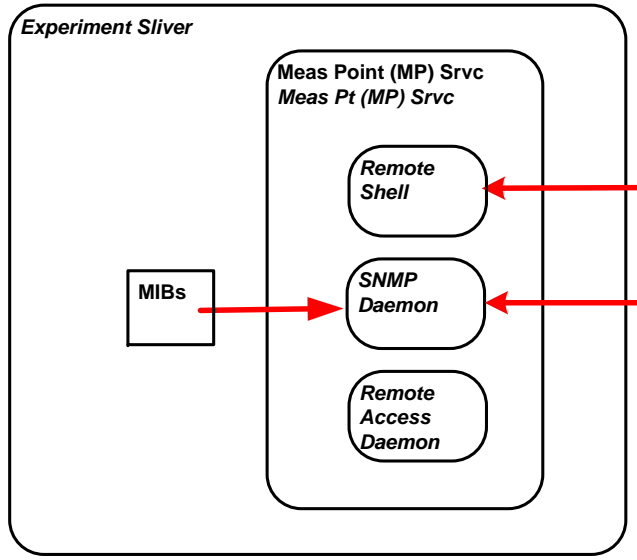 Experiment Sliver
Meas Point (MP) Srvc
Meas Pt (MP) Srvc
Remote
Shell
MIBs
SNMP
Daemon
Remote
Access
Daemon